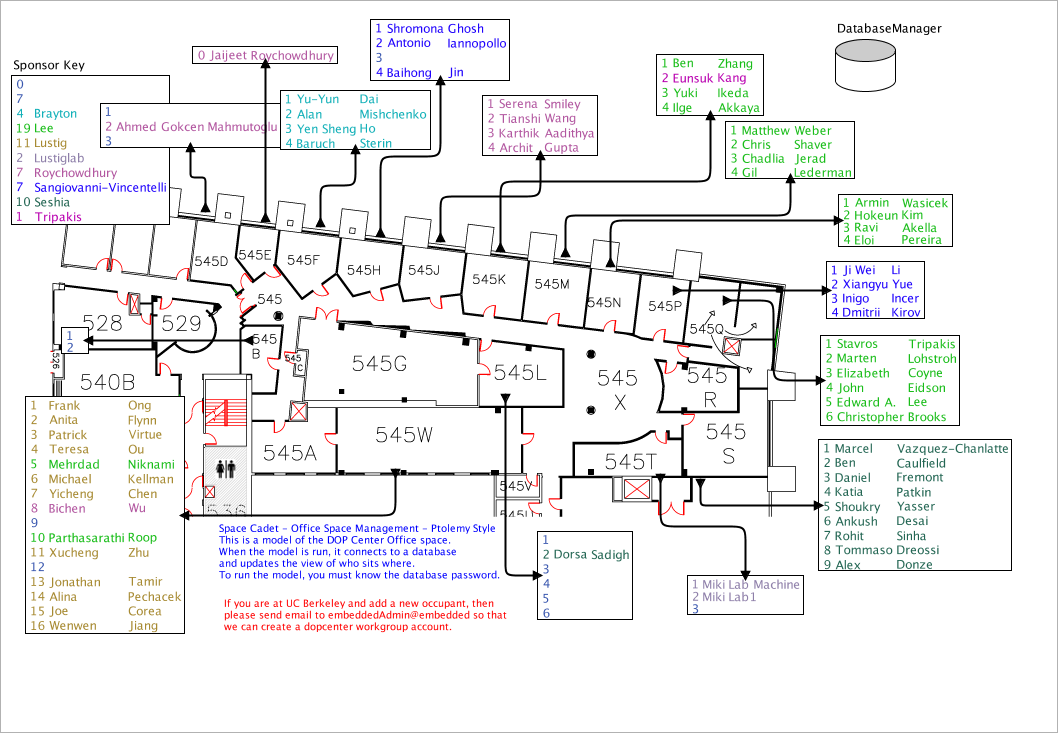 DatabaseManager
Sponsor Key
0
7
4 Brayton
19 Lee
11 Lustig
2 Lustiglab
7 Roychowdhury
7 Sangiovanni-Vincentelli
10 Seshia
1 Tripakis
0 Jaijeet Roychowdhury
1
2 Ahmed Gokcen Mahmutoglu
3
1 Yu-Yun Dai
2 Alan Mishchenko
3 Yen Sheng Ho
4 Baruch Sterin
1 Shromona Ghosh
2 Antonio Iannopollo
3
4 Baihong Jin
1 Serena Smiley
2 Tianshi Wang
3 Karthik Aadithya
4 Archit Gupta
1 Ben Zhang
2 Eunsuk Kang
3 Yuki Ikeda
4 Ilge Akkaya
1 Matthew Weber
2 Chris Shaver
3 Chadlia Jerad
4 Gil Lederman
1 Armin Wasicek
2 Hokeun Kim
3 Ravi Akella
4 Eloi Pereira
1 Ji Wei Li
2 Xiangyu Yue
3 Inigo Incer
4 Dmitrii Kirov
1 Stavros Tripakis
2 Marten Lohstroh
3 Elizabeth Coyne
4 John Eidson
5 Edward A. Lee
6 Christopher Brooks
1 Marcel Vazquez-Chanlatte
2 Ben Caulfield
3 Daniel Fremont
4 Katia Patkin
5 Shoukry Yasser
6 Ankush Desai
7 Rohit Sinha
8 Tommaso Dreossi
9 Alex Donze
1 Miki Lab Machine
2 Miki Lab1
3
1
2 Dorsa Sadigh
3
4
5
6
1
2
1 Frank Ong
2 Anita Flynn
3 Patrick Virtue
4 Teresa Ou
5 Mehrdad Niknami
6 Michael Kellman
7 Yicheng Chen
8 Bichen Wu
9
10 Parthasarathi Roop
11 Xucheng Zhu
12
13 Jonathan Tamir
14 Alina Pechacek
15 Joe Corea
16 Wenwen Jiang
545D
545E
545F
545H
545J
545K
545M
545N
545P
545Q
528
529
545
545
B
545
C
545G
545L
545
X
545
R
526
540B
545A
545W
545T
545
S
545V
Space Cadet - Office Space Management - Ptolemy Style
This is a model of the DOP Center Office space.
When the model is run, it connects to a database
and updates the view of who sits where.
To run the model, you must know the database password.
If you are at UC Berkeley and add a new occupant, then
please send email to embeddedAdmin@embedded so that
we can create a dopcenter workgroup account.